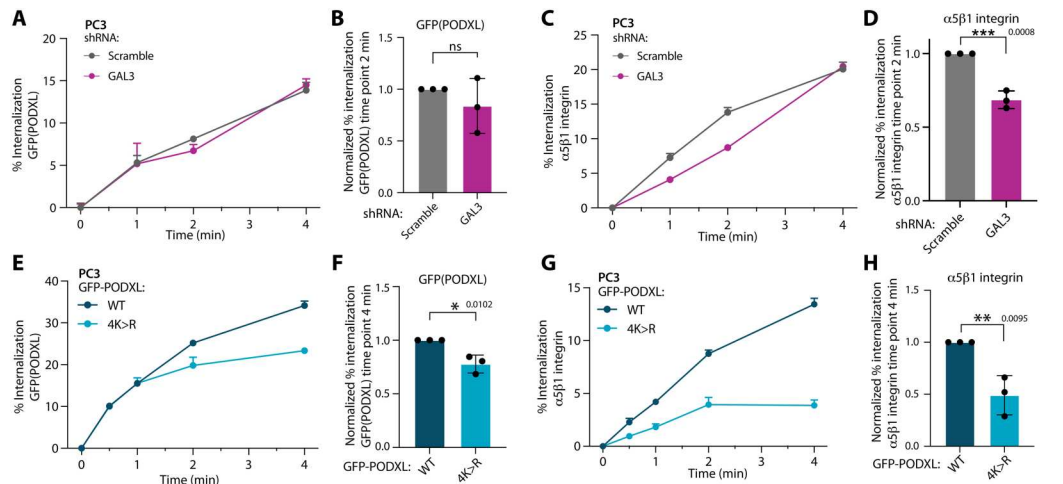 A
PC3
shRNA:
Scramble
GAL3
% Internalization
GFP(PODXL)
20
15
10
5
0
0 1 2 3 4
Time (min)
B
GFP(PODXL)
ns
Normalized % internalization
GFP(PODXL) time point 2 min
1.5
1.0
0.5
0.0
shRNA:
Scramble
GAL3
C
PC3
shRNA:
Scramble
GAL3
% Internalization
α5β1 integrin
25
20
15
10
5
0
0 1 2 3 4
Time (min)
D
α5β1 integrin
*** 0.0008
Normalized % internalization
α5β1 integrin time point 2 min
1.0
0.5
0.0
shRNA:
Scramble
GAL3
E
PC3
GFP-PODXL:
WT
4K>R
% Internalization
GFP(PODXL)
40
30
20
10
0
0 1 2 3 4
Time (min)
F
GFP(PODXL)
* 0.0102
Normalized % internalization
GFP(PODXL) time point 4 min
1.5
1.0
0.5
0.0
GFP-PODXL:
WT
4K>R
G
PC3
GFP-PODXL:
WT
4K>R
% Internalization
α5β1 integrin
15
10
5
0
0 1 2 3 4
Time (min)
H
α5β1 integrin
** 0.0095
Normalized % internalization
α5β1 integrin time point 4 min
1.5
1.0
0.5
0.0
GFP-PODXL:
WT
4K>R